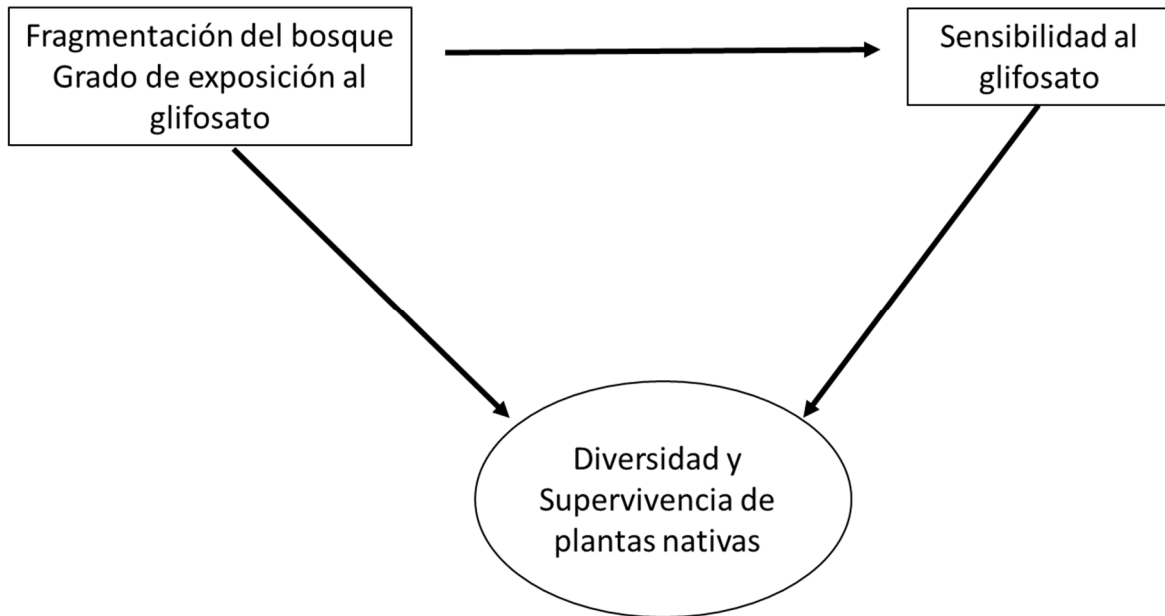 Fragmentación del bosque
Grado de exposición al
glifosato
Sensibilidad al
glifosato
Diversidad y
Supervivencia de
plantas nativas